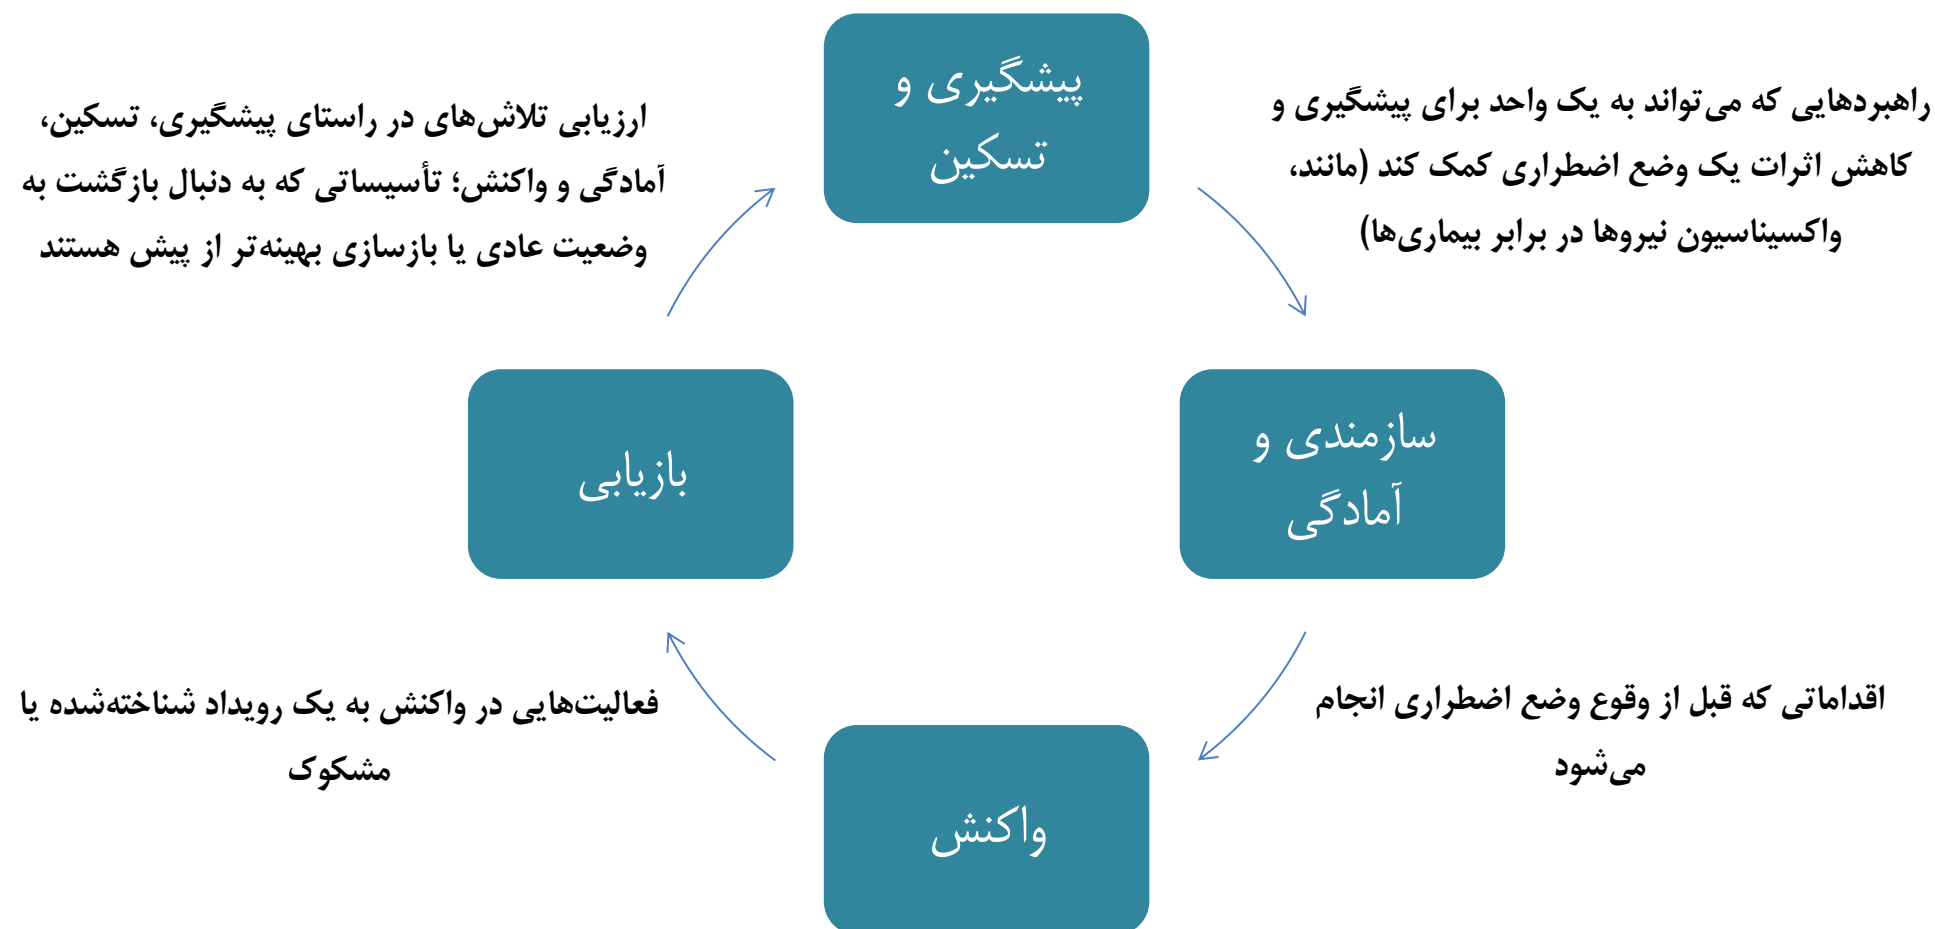 پیشگیری و
تسکین
راهبردهایی که می‌تواند به یک واحد برای پیشگیری و
کاهش اثرات یک وضع اضطراری کمک کند (مانند،
واکسیناسیون نیروها در برابر بیماری‌ها)
سازمندی و
آمادگی
اقداماتی که قبل از وقوع وضع اضطراری انجام
می‌شود
واکنش
فعالیت‌هایی در واکنش به یک رویداد شناخته‌شده یا
مشکوک
بازیابی
ارزیابی تلاش‌های در راستای پیشگیری، تسکین،
آمادگی و واکنش؛ تأسیساتی که به دنبال بازگشت به
وضعیت عادی یا بازسازی بهینه‌تر از پیش هستند